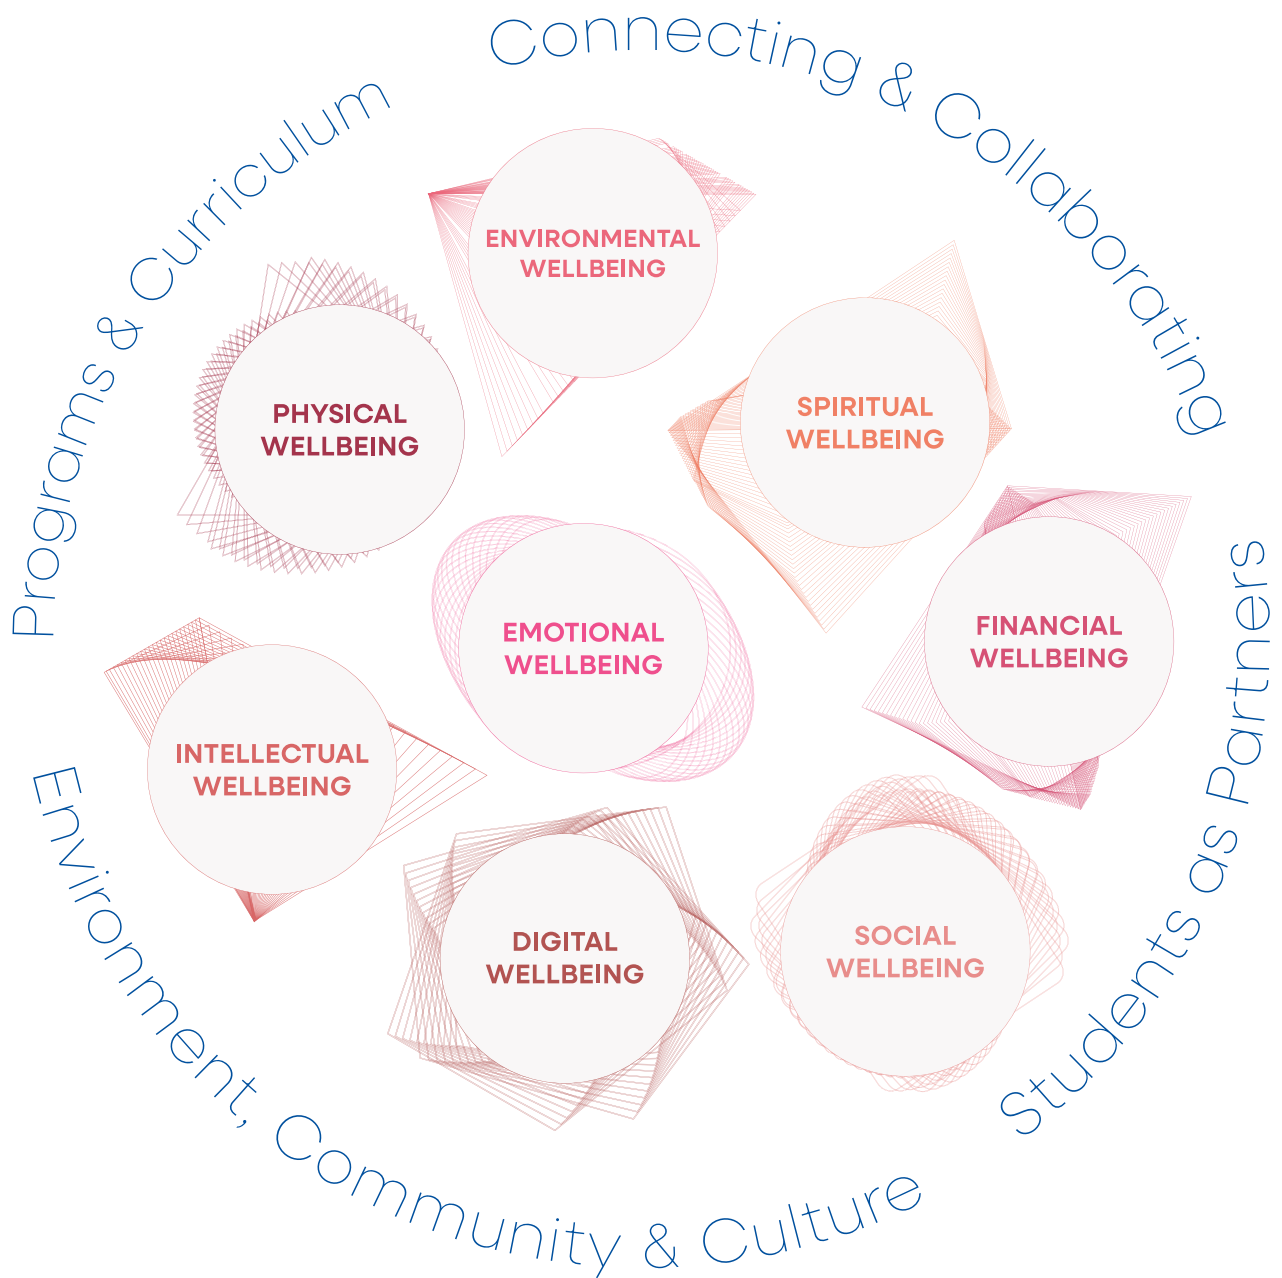 Connecting & Collaborating
Programs & Curriculum
ENVIRONMENTAL
WELLBEING
PHYSICAL
WELLBEING
SPIRITUAL
WELLBEING
EMOTIONAL
WELLBEING
FINANCIAL
WELLBEING
INTELLECTUAL
WELLBEING
DIGITAL
WELLBEING
SOCIAL
WELLBEING
Students as Partners
Environment, Community & Culture